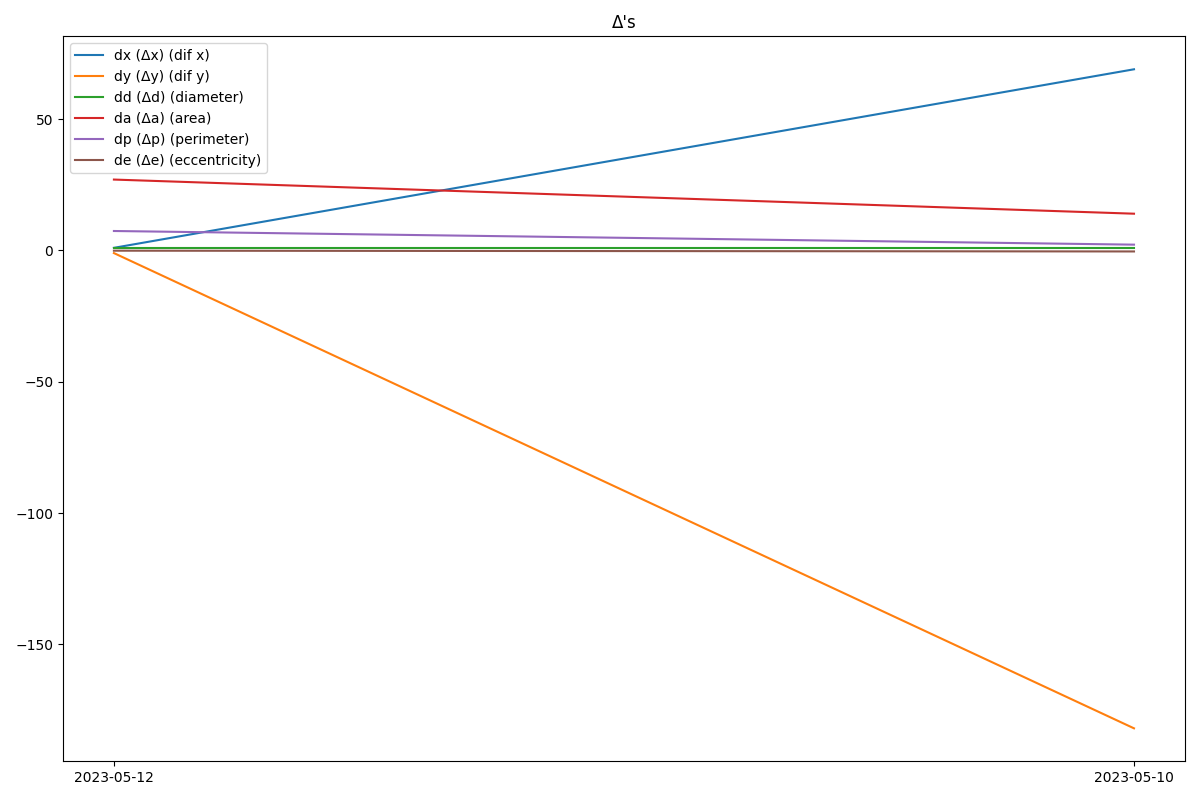 Δ's
dx (Δx) (dif x)
dy (Δy) (dif y)
dd (Δd) (diameter)
da (Δa) (area)
dp (Δp) (perimeter)
de (Δe) (eccentricity)
50
0
−50
−100
−150
2023-05-12 2023-05-10